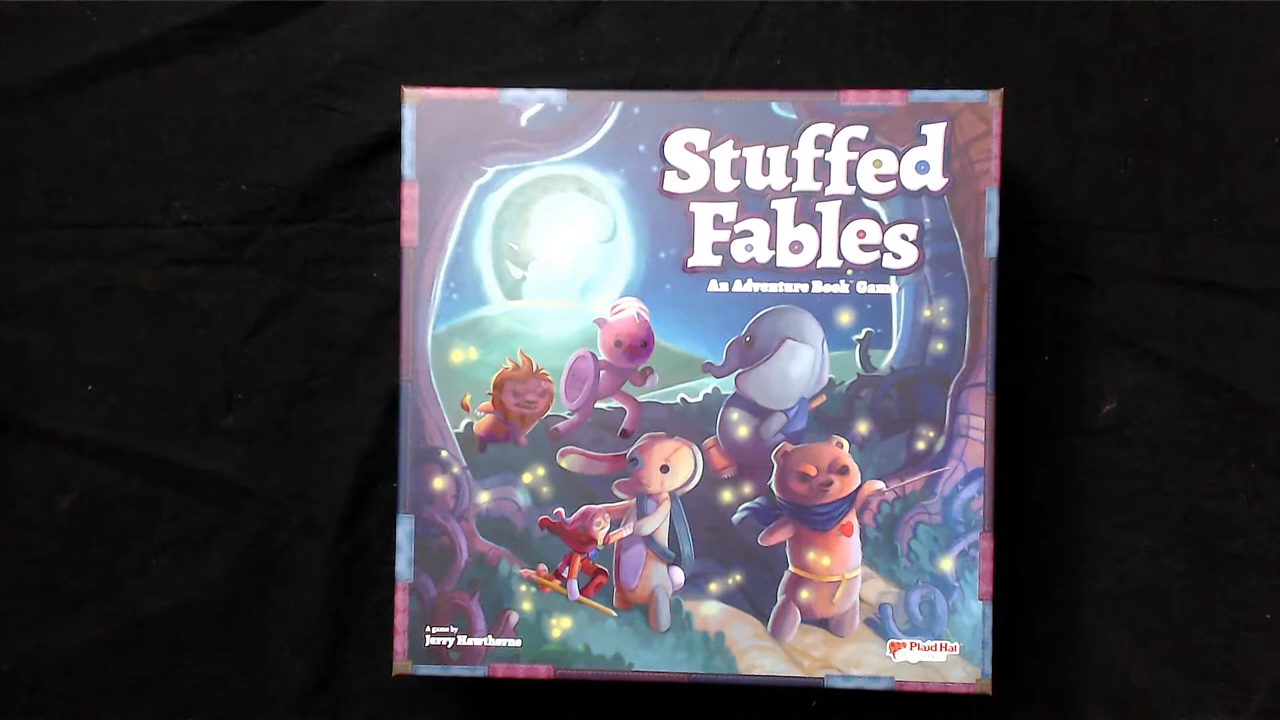 Stuffed
Fables
An Adventure Book Game
A game by
Jerry Hawthorne
Plaid Hat